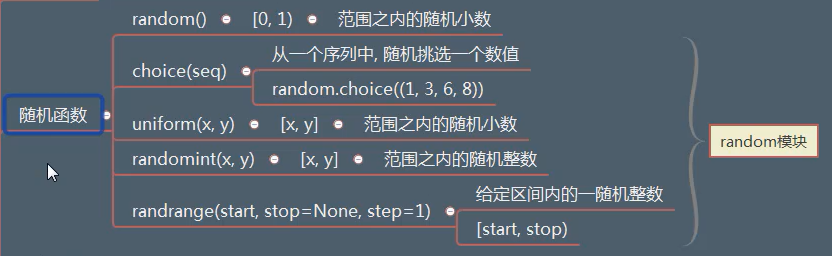 随机函数
random()
[0, 1)
范围之内的随机小数
choice(seq)
从一个序列中, 随机挑选一个数值
random.choice((1, 3, 6, 8))
uniform(x, y)
[x, y]
范围之内的随机小数
randomint(x, y)
[x, y]
范围之内的随机整数
randrange(start, stop=None, step=1)
给定区间内的一随机整数
[start, stop)
random模块